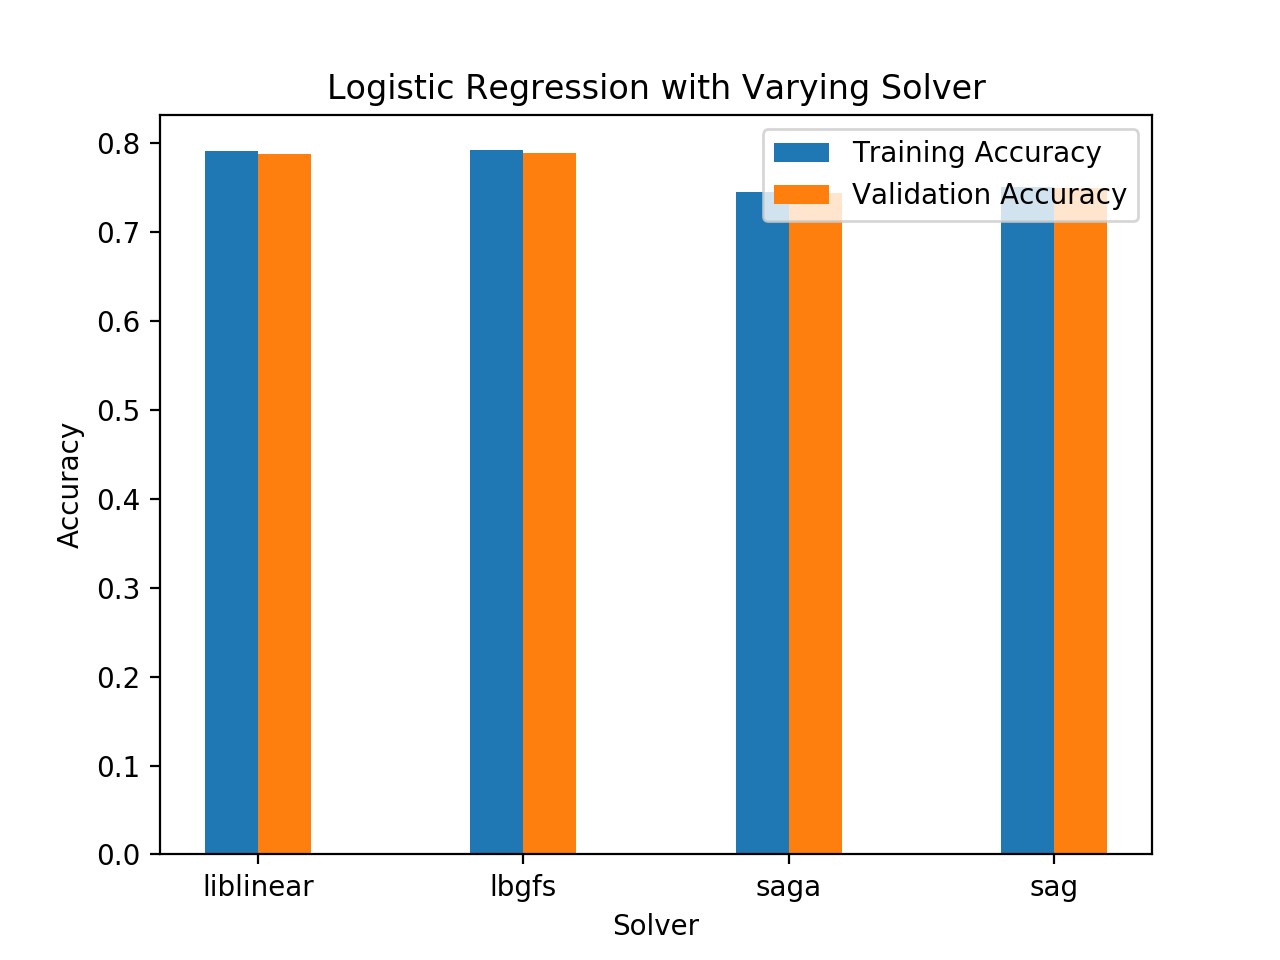 Logistic Regression with Varying Solver
Training Accuracy
Validation Accuracy
0.8
0.7
0.6
0.5
0.4
0.3
0.2
0.1
0.0
Accuracy
liblinear lbgfs saga sag
Solver